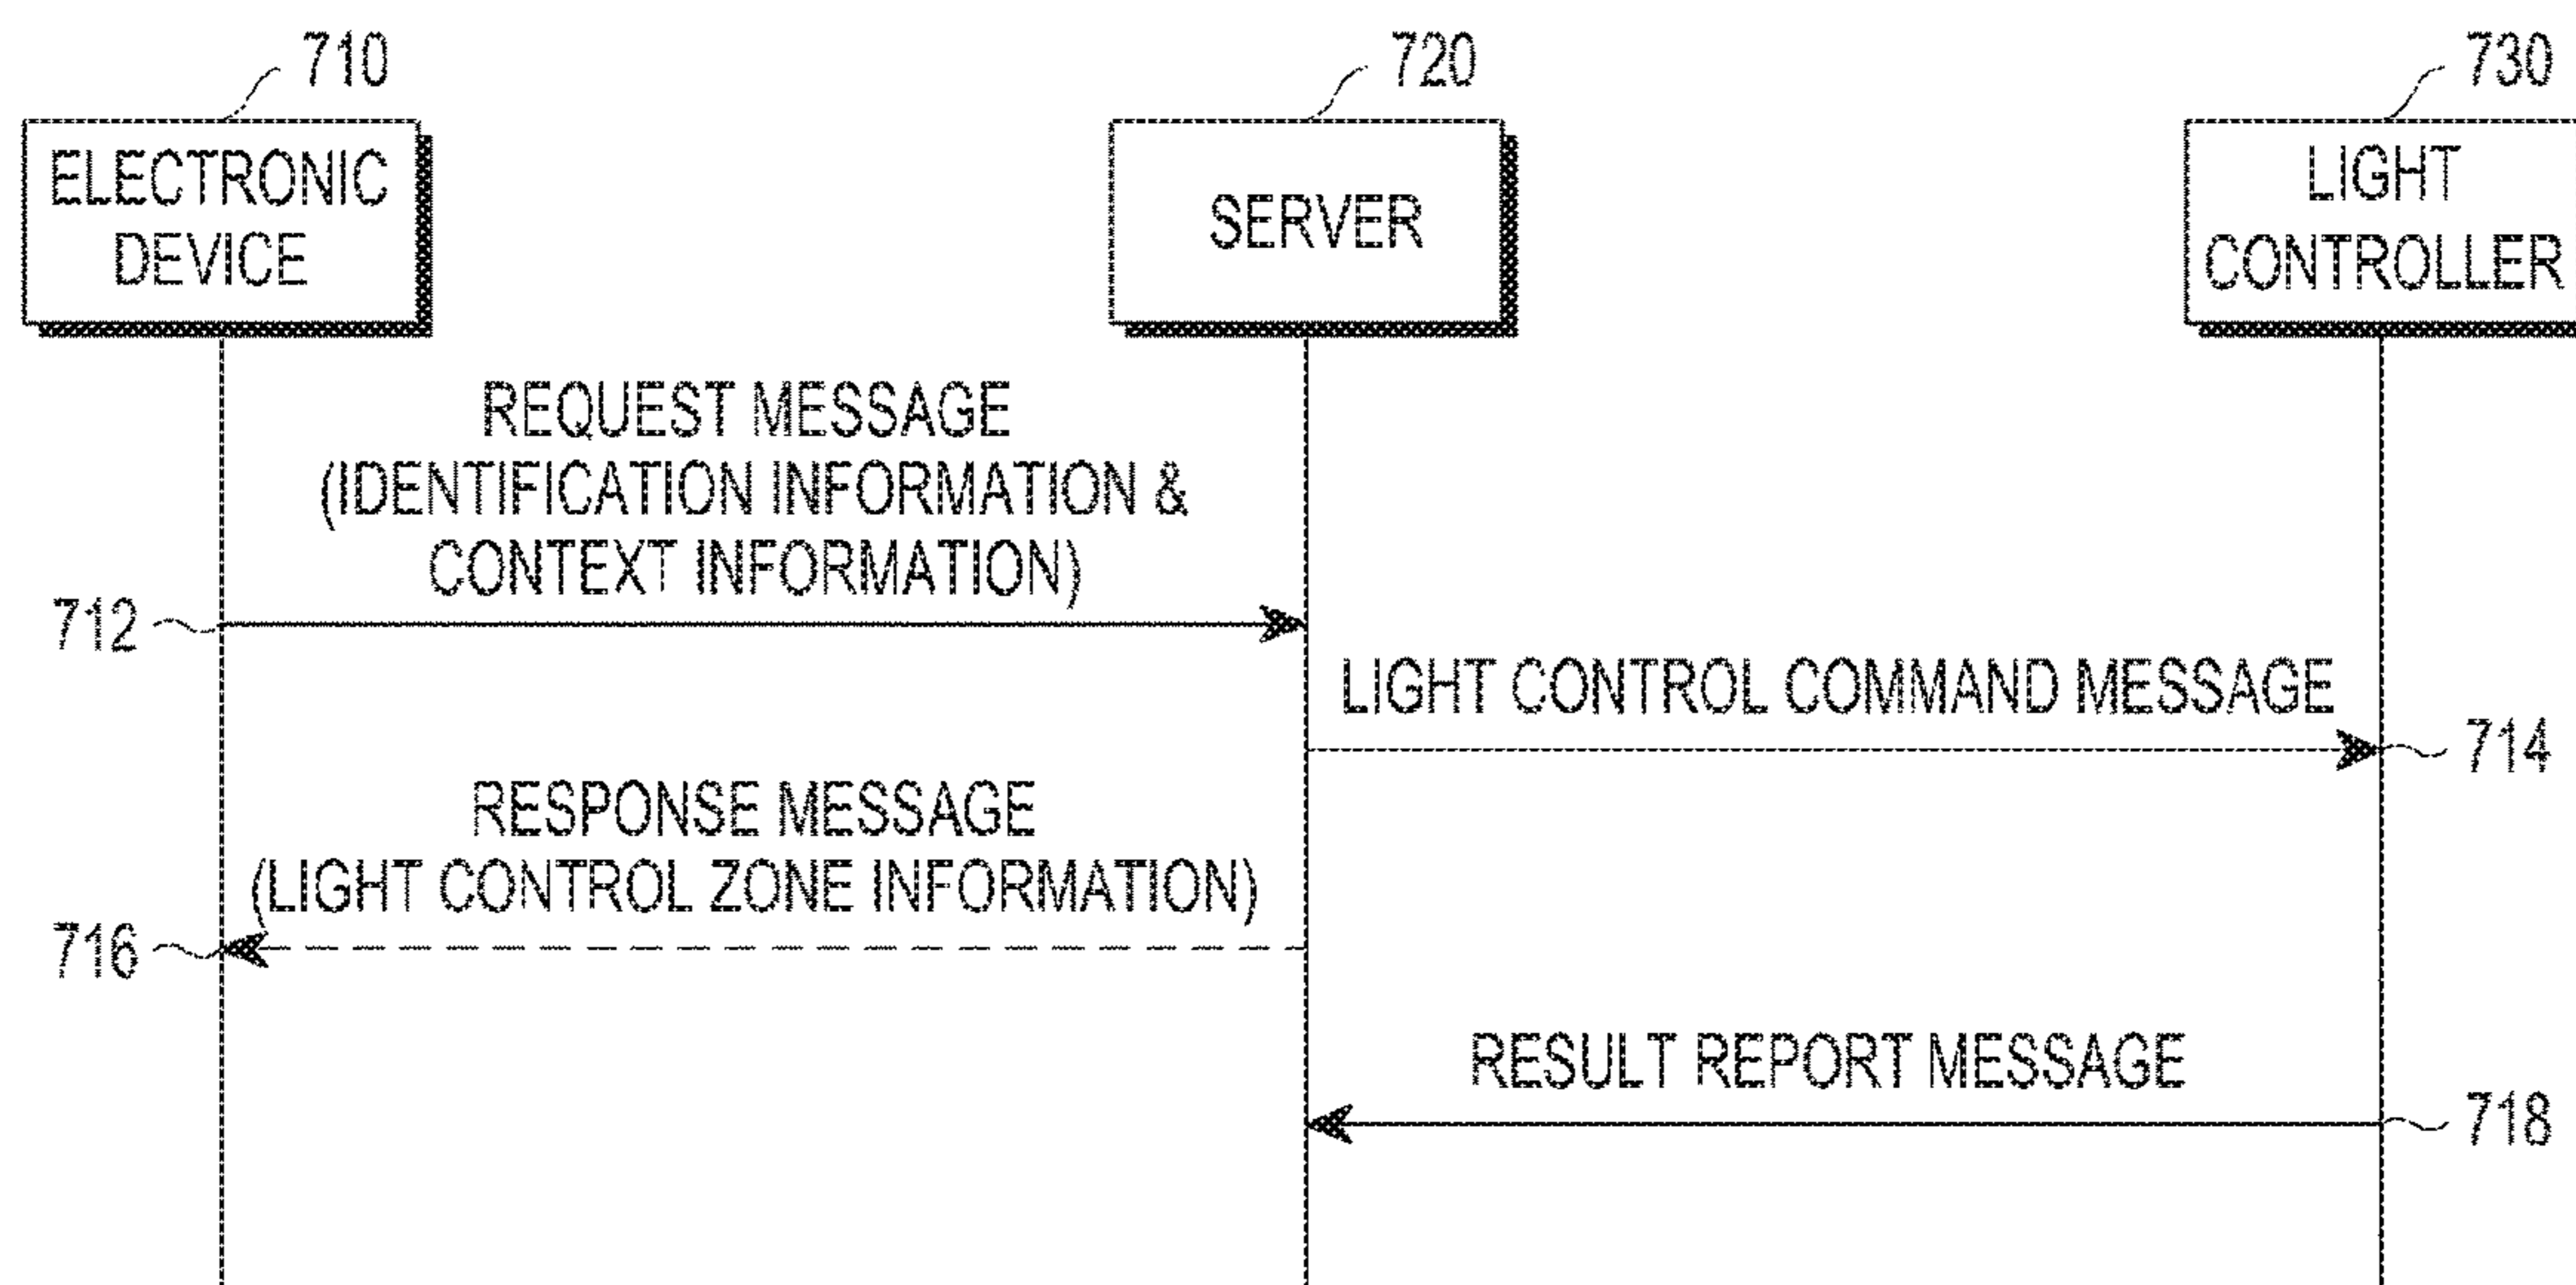 710
720
730
ELECTRONIC
DEVICE
SERVER
LIGHT
CONTROLLER
REQUEST MESSAGE
(IDENTIFICATION INFORMATION &
CONTEXT INFORMATION)
712
LIGHT CONTROL COMMAND MESSAGE
714
RESPONSE MESSAGE
(LIGHT CONTROL ZONE INFORMATION)
716
RESULT REPORT MESSAGE
718